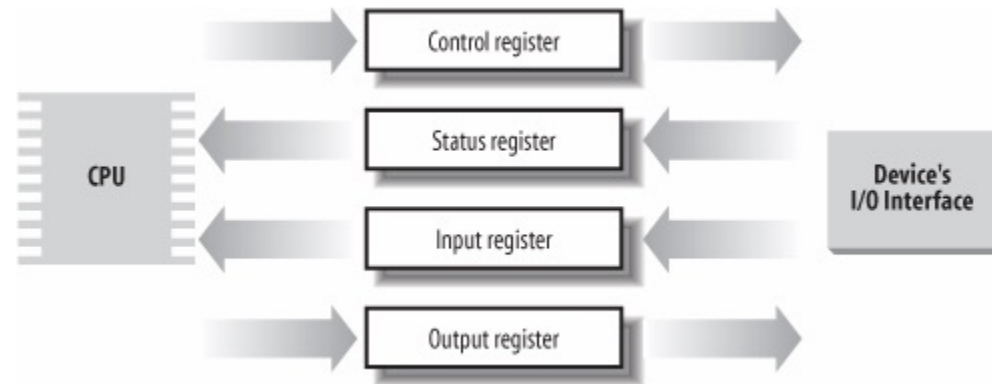 Control register
Status register
CPU
Device's
I/O Interface
Input register
Output register